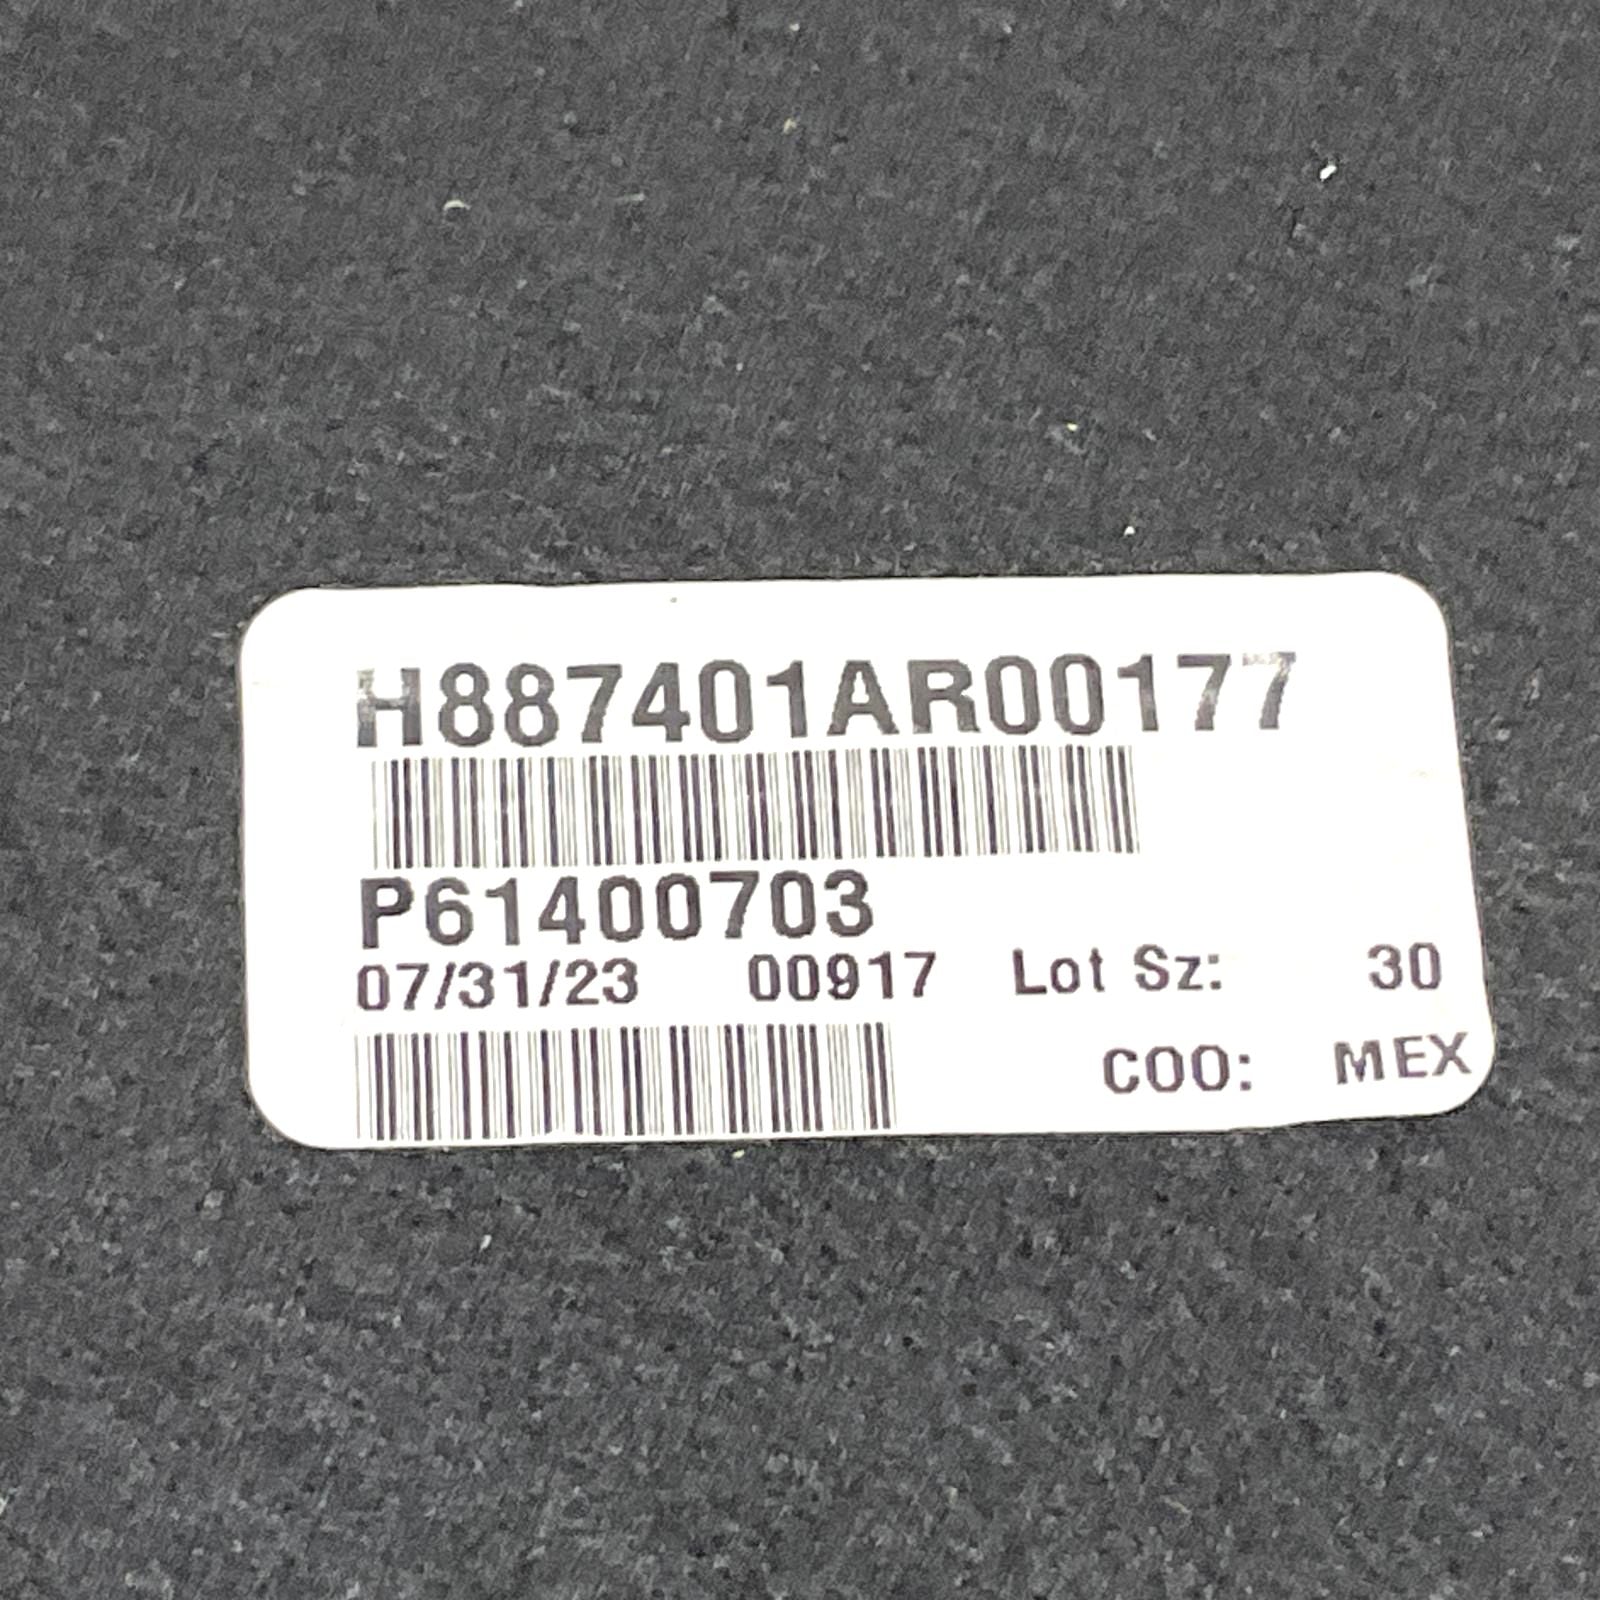 H887401AR00177
P61400703
07/31/23 00917 Lot Sz: 30
COO: MEX